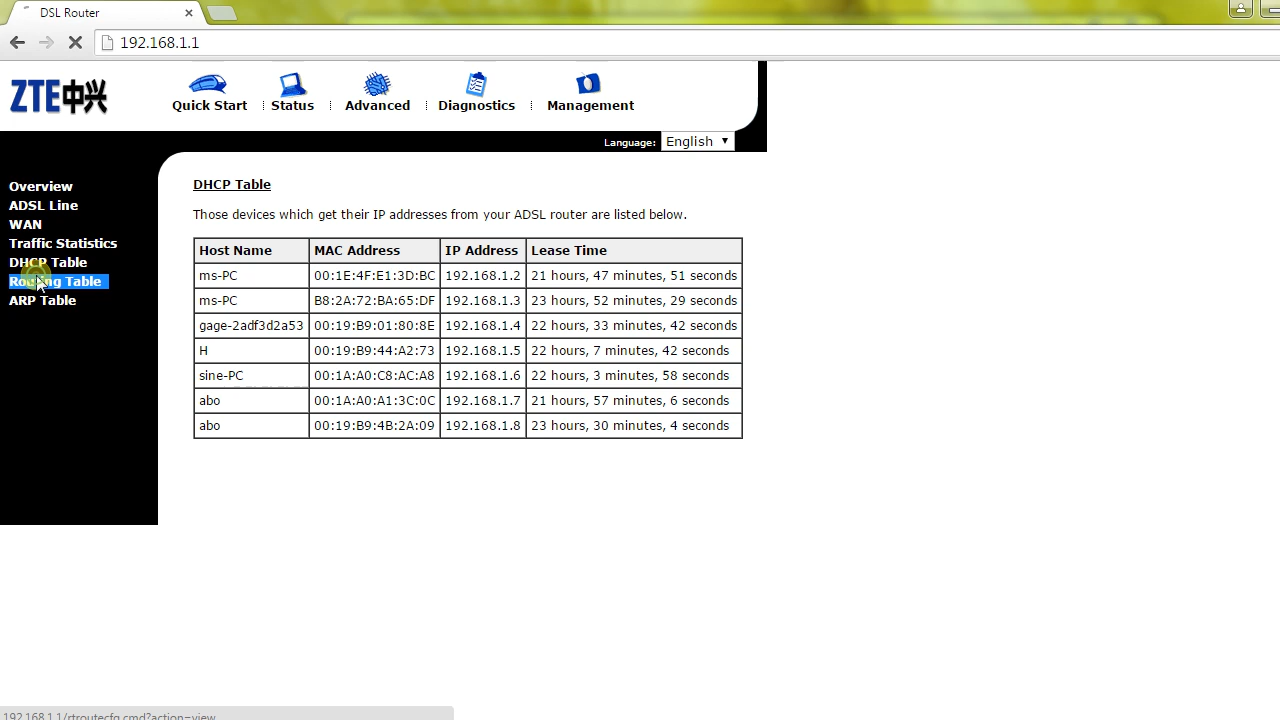 DSL Router
192.168.1.1
ZTE中兴
Quick Start Status Advanced Diagnostics Management
Language: English
Overview
ADSL Line
WAN
Traffic Statistics
DHCP Table
Routing Table
ARP Table
DHCP Table
Those devices which get their IP addresses from your ADSL router are listed below.
Host Name MAC Address IP Address Lease Time
ms-PC 00:1E:4F:E1:3D:BC 192.168.1.2 21 hours, 47 minutes, 51 seconds
ms-PC B8:2A:72:BA:65:DF 192.168.1.3 23 hours, 52 minutes, 29 seconds
gage-2adf3d2a53 00:19:B9:01:80:8E 192.168.1.4 22 hours, 33 minutes, 42 seconds
H 00:19:B9:44:A2:73 192.168.1.5 22 hours, 7 minutes, 42 seconds
sine-PC 00:1A:A0:C8:AC:A8 192.168.1.6 22 hours, 3 minutes, 58 seconds
abo 00:1A:A0:A1:3C:0C 192.168.1.7 21 hours, 57 minutes, 6 seconds
abo 00:19:B9:4B:2A:09 192.168.1.8 23 hours, 30 minutes, 4 seconds
192.168.1.1/rtroutecfg.cmd?action=view